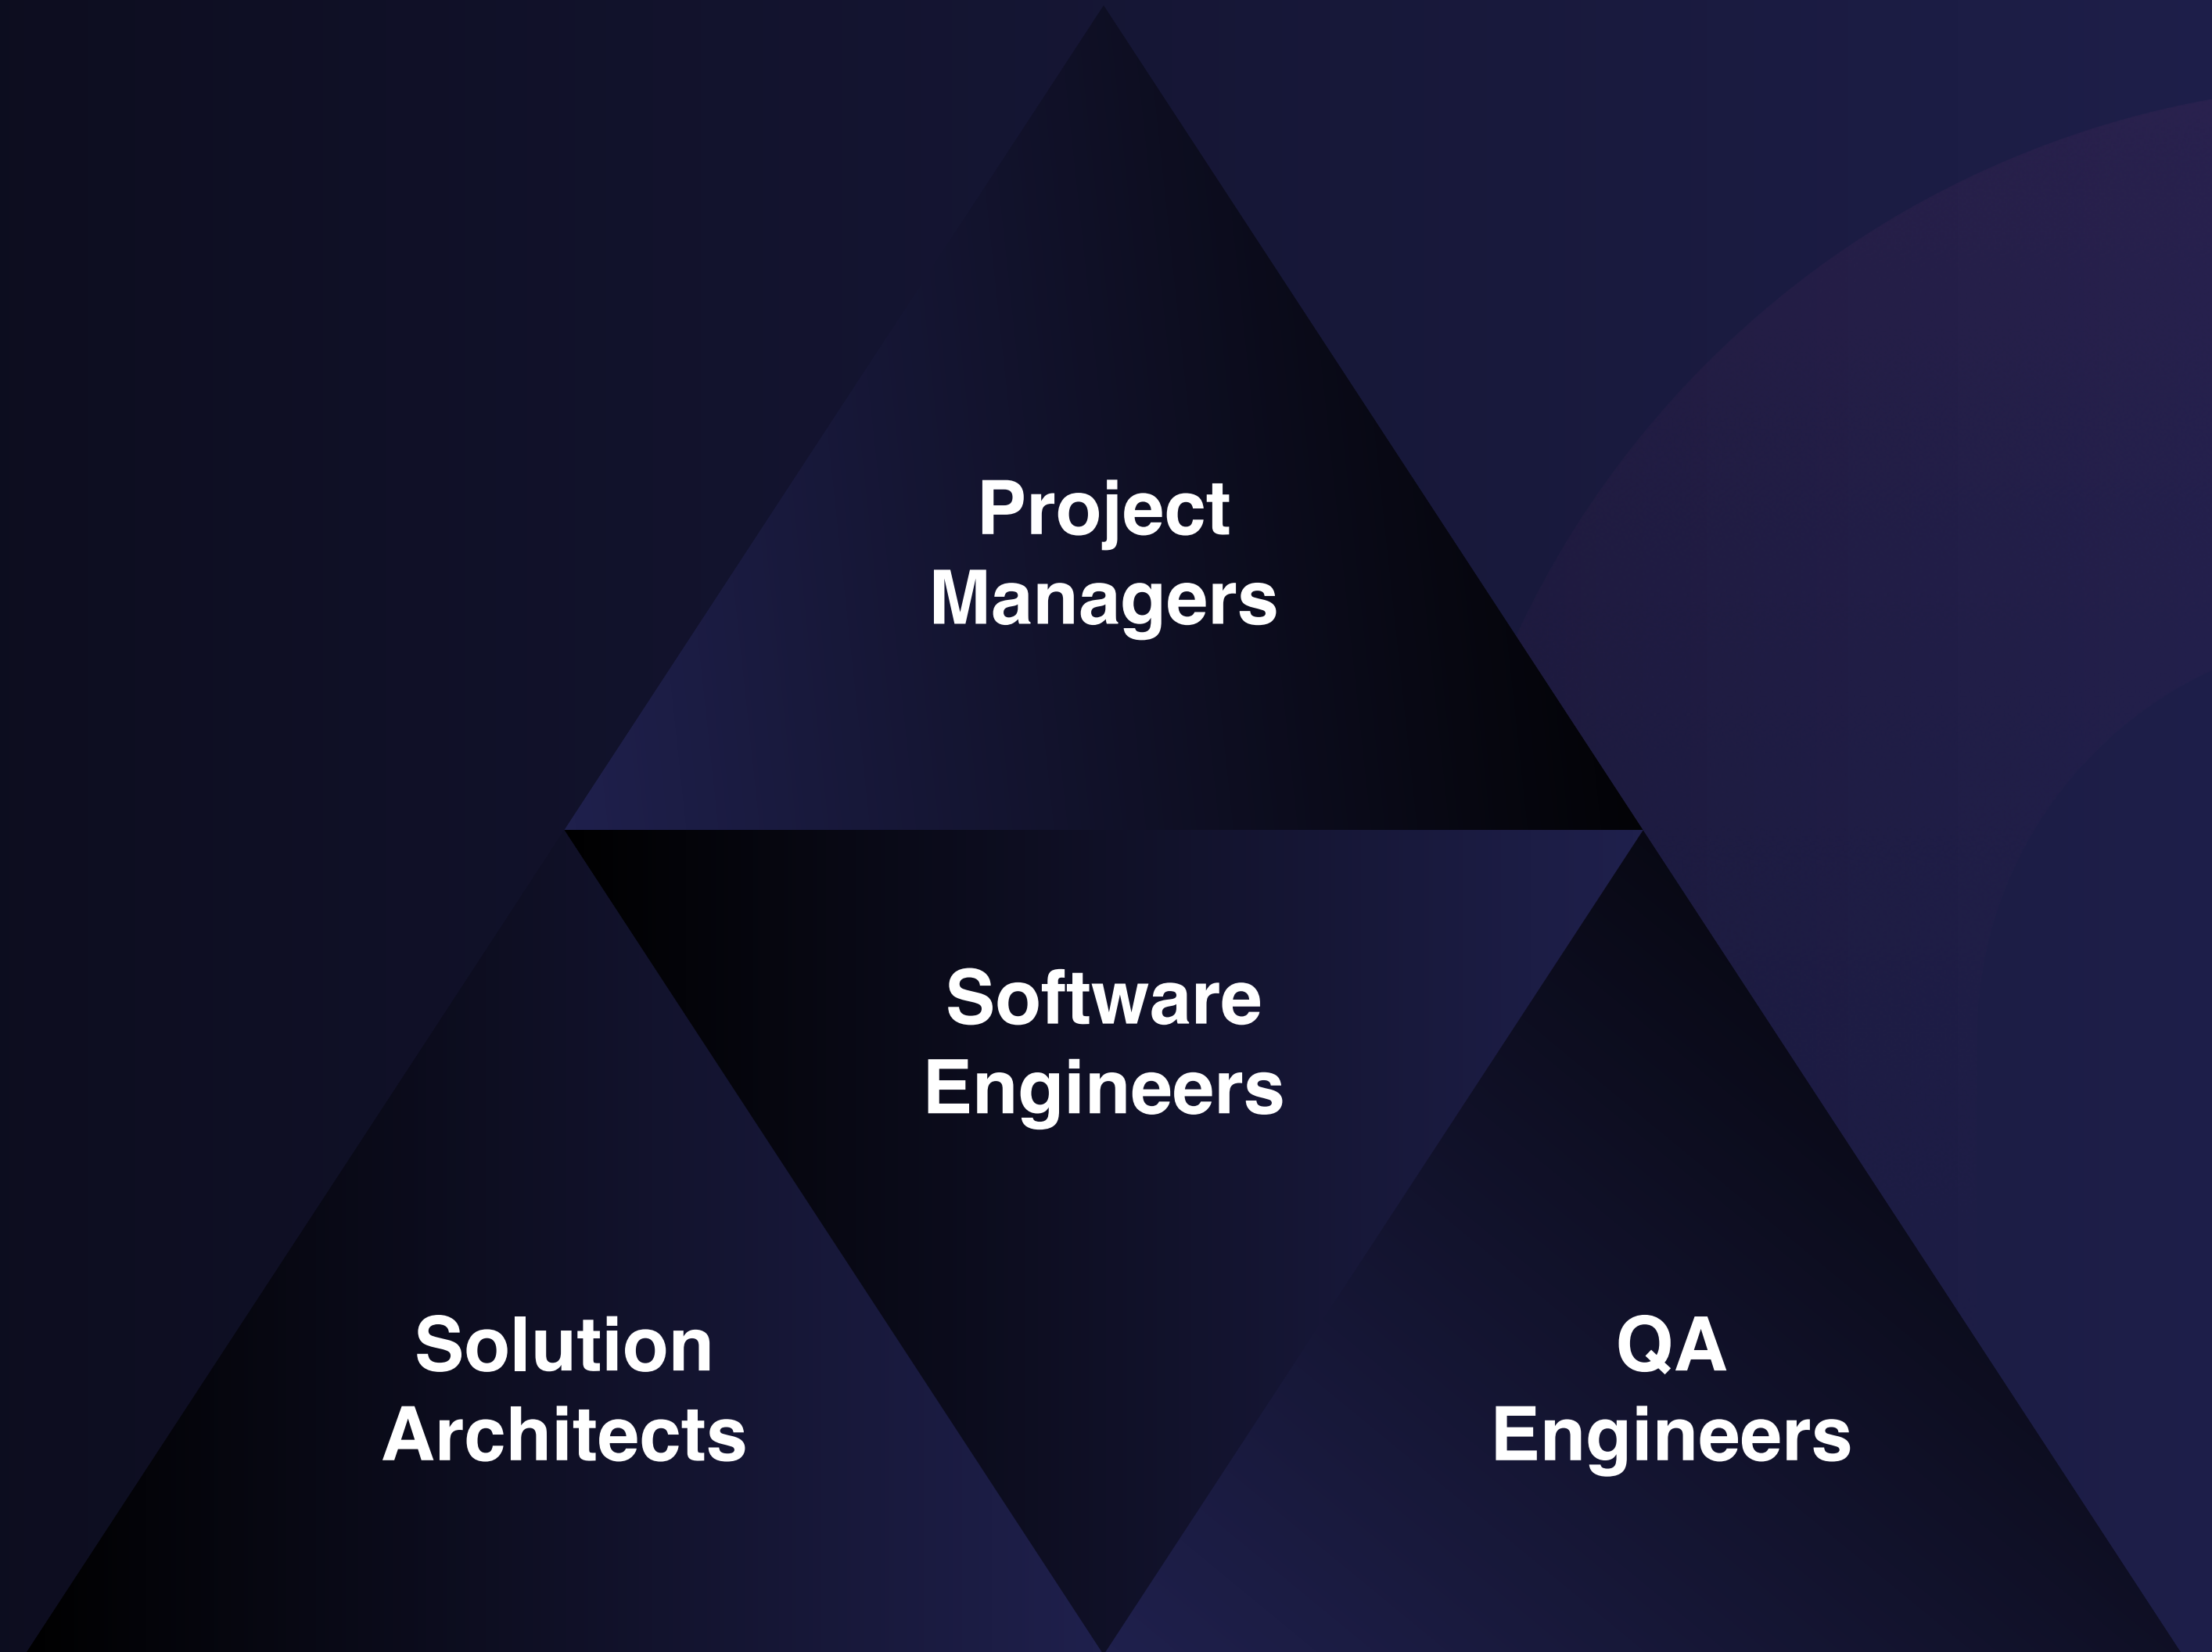 Project
Managers
Software
Engineers
Solution
Architects
QA
Engineers